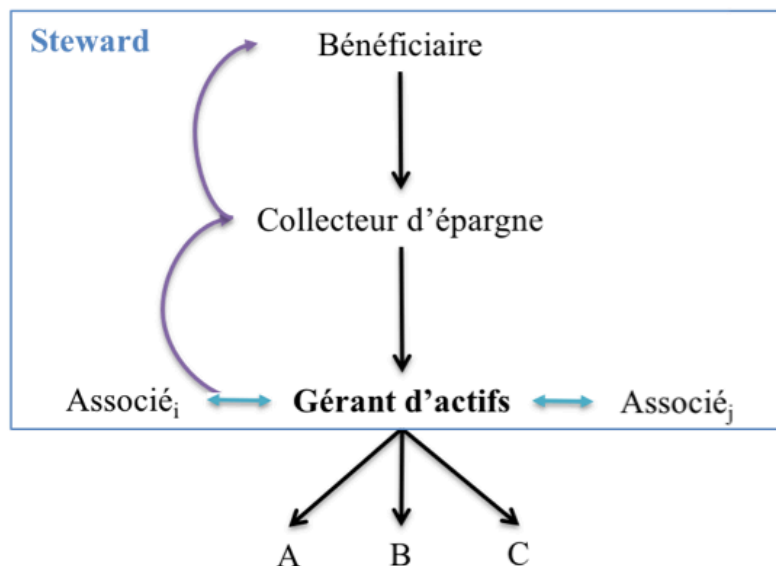 Steward
Bénéficiaire
Collecteur d’épargne
Associéᵢ Gérant d’actifs Associéⱼ
A B C